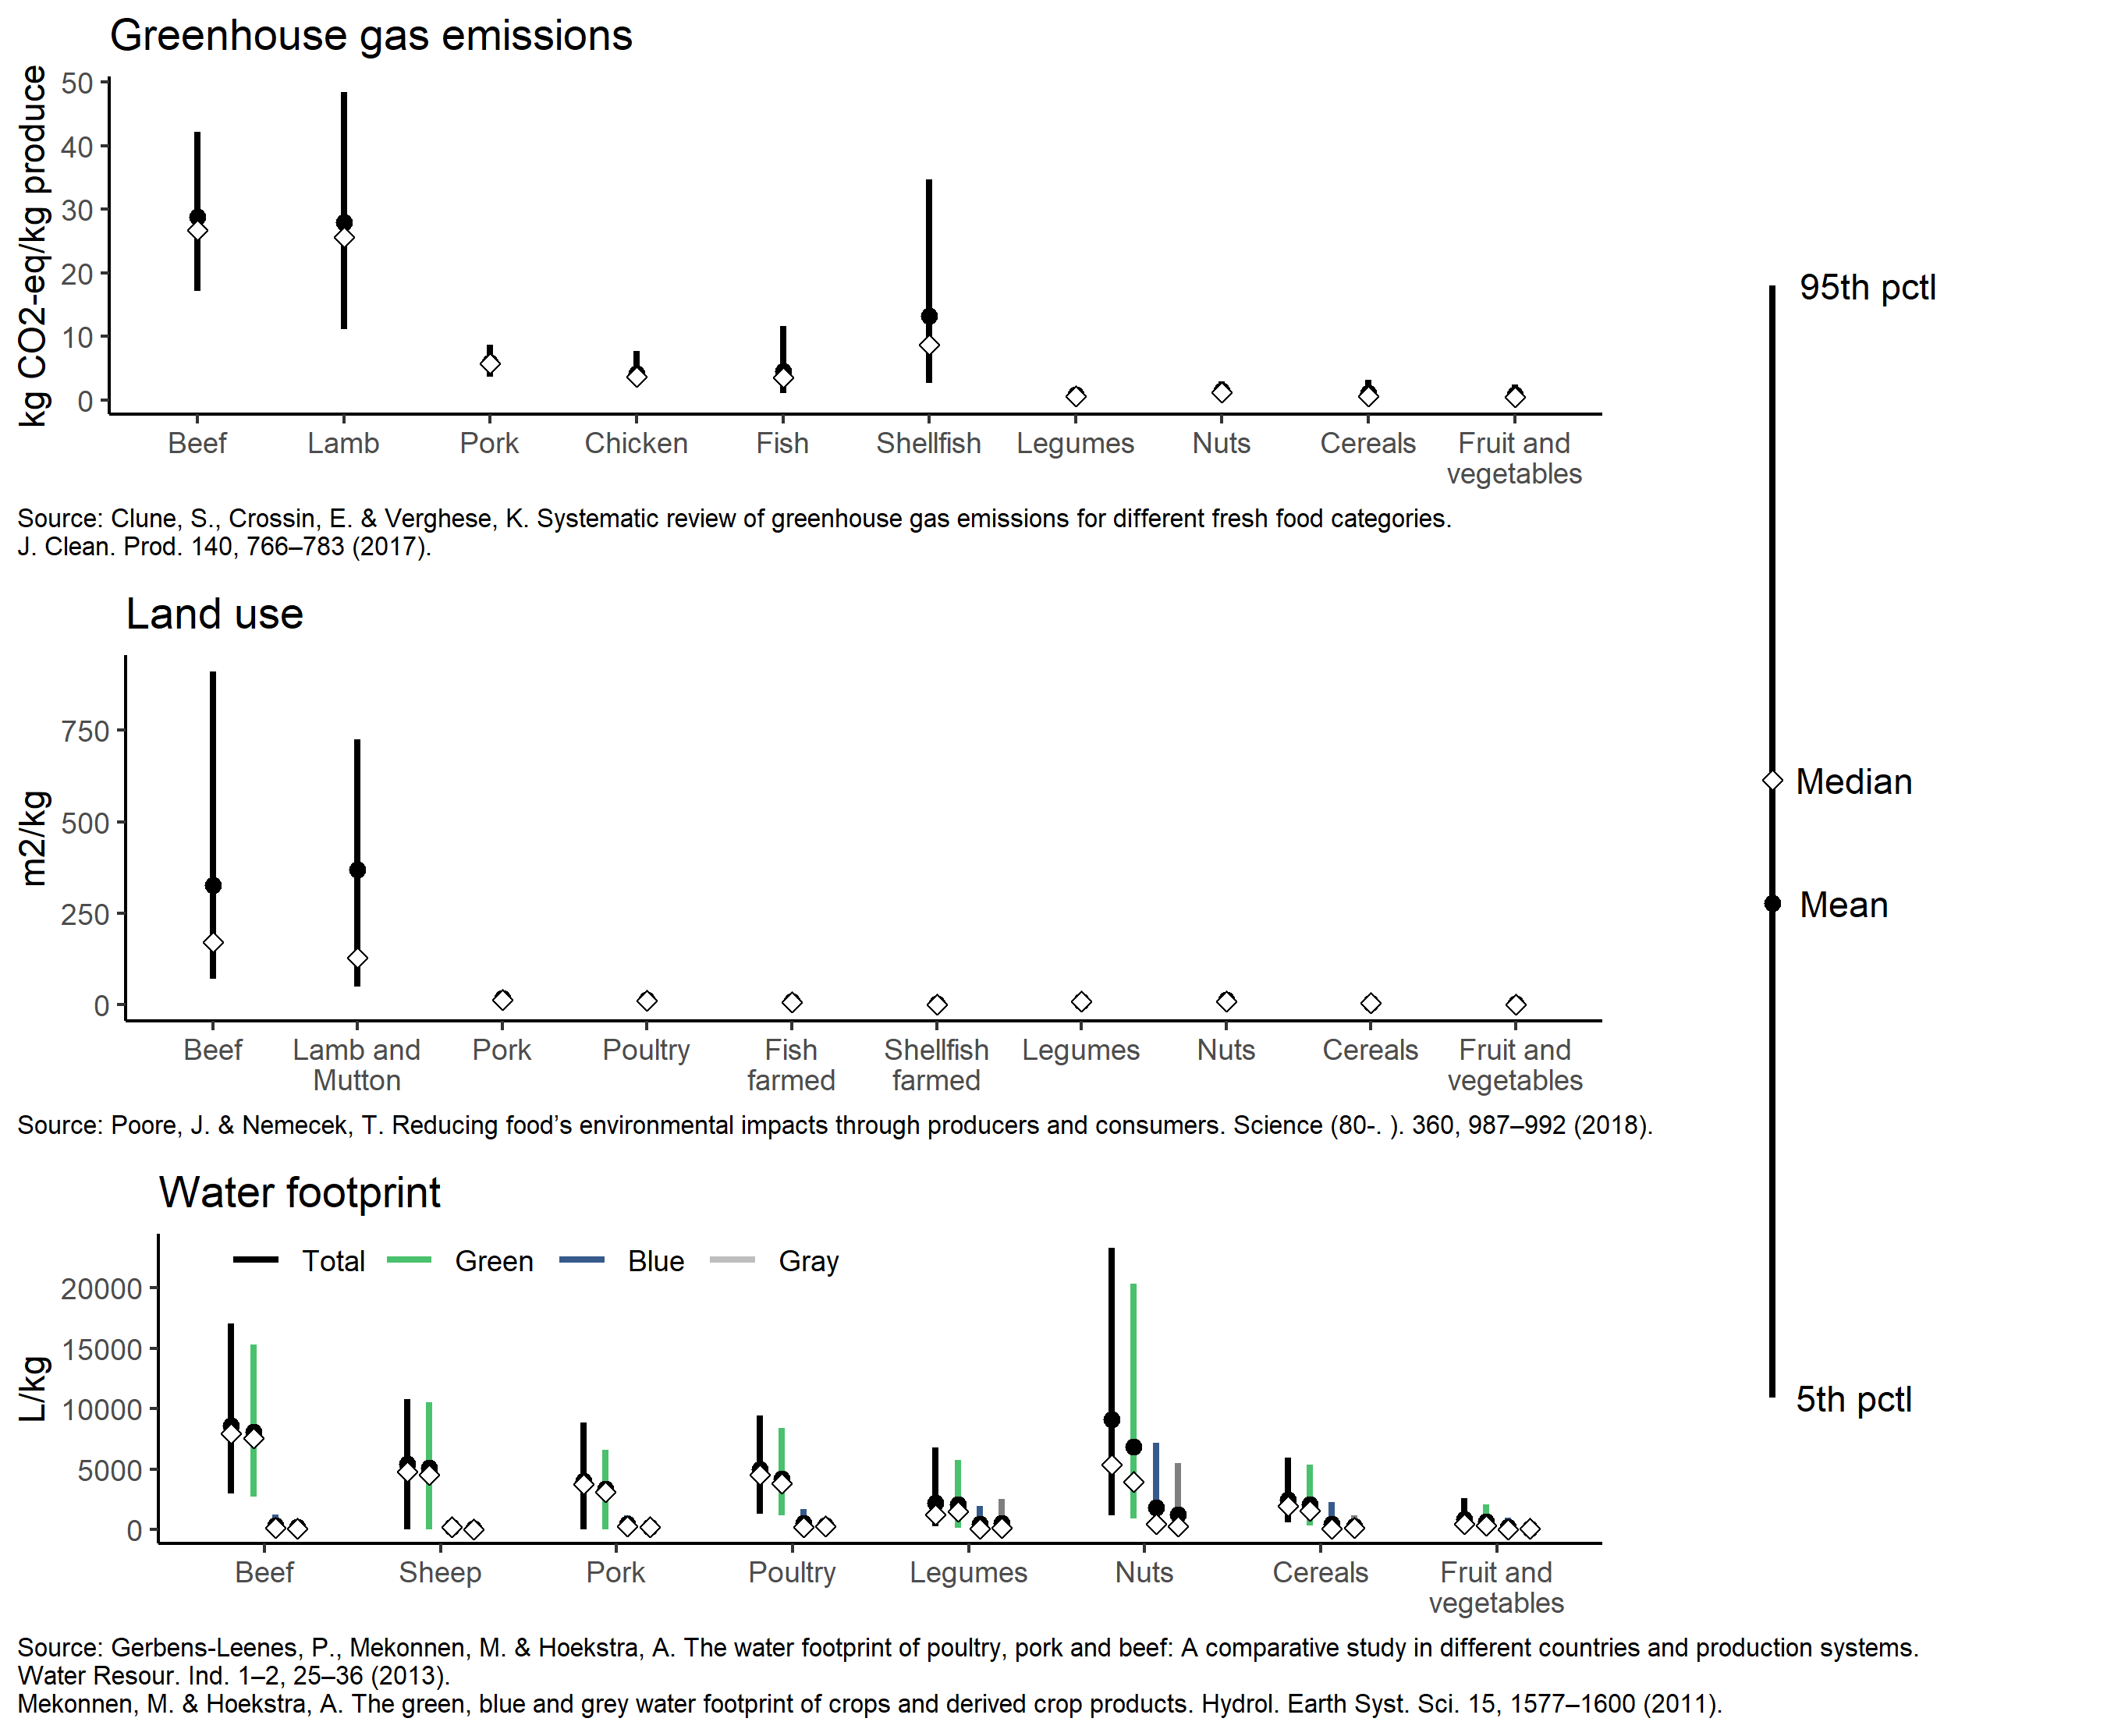 Greenhouse gas emissions
kg CO2-eq/kg produce
50
40
30
20
10
0
Beef Lamb Pork Chicken Fish Shellfish Legumes Nuts Cereals Fruit and
vegetables
Source: Clune, S., Crossin, E. & Verghese, K. Systematic review of greenhouse gas emissions for different fresh food categories.
J. Clean. Prod. 140, 766–783 (2017).
Land use
m2/kg
750
500
250
0
Beef Lamb and Pork Poultry Fish Shellfish Legumes Nuts Cereals Fruit and
Mutton farmed farmed vegetables
Source: Poore, J. & Nemecek, T. Reducing food’s environmental impacts through producers and consumers. Science (80-. ). 360, 987–992 (2018).
Water footprint
Total Green Blue Gray
L/kg
20000
15000
10000
5000
0
Beef Sheep Pork Poultry Legumes Nuts Cereals Fruit and
vegetables
Source: Gerbens-Leenes, P., Mekonnen, M. & Hoekstra, A. The water footprint of poultry, pork and beef: A comparative study in different countries and production systems.
Water Resour. Ind. 1–2, 25–36 (2013).
Mekonnen, M. & Hoekstra, A. The green, blue and grey water footprint of crops and derived crop products. Hydrol. Earth Syst. Sci. 15, 1577–1600 (2011).
95th pctl
Median
Mean
5th pctl